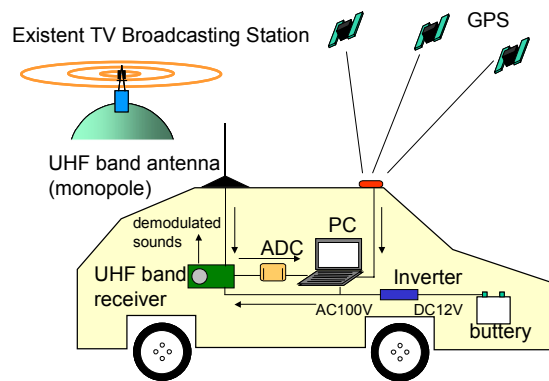 Existent TV Broadcasting Station
GPS
UHF band antenna
(monopole)
demodulated
sounds
ADC
PC
UHF band
receiver
Inverter
AC100V
DC12V
buttery